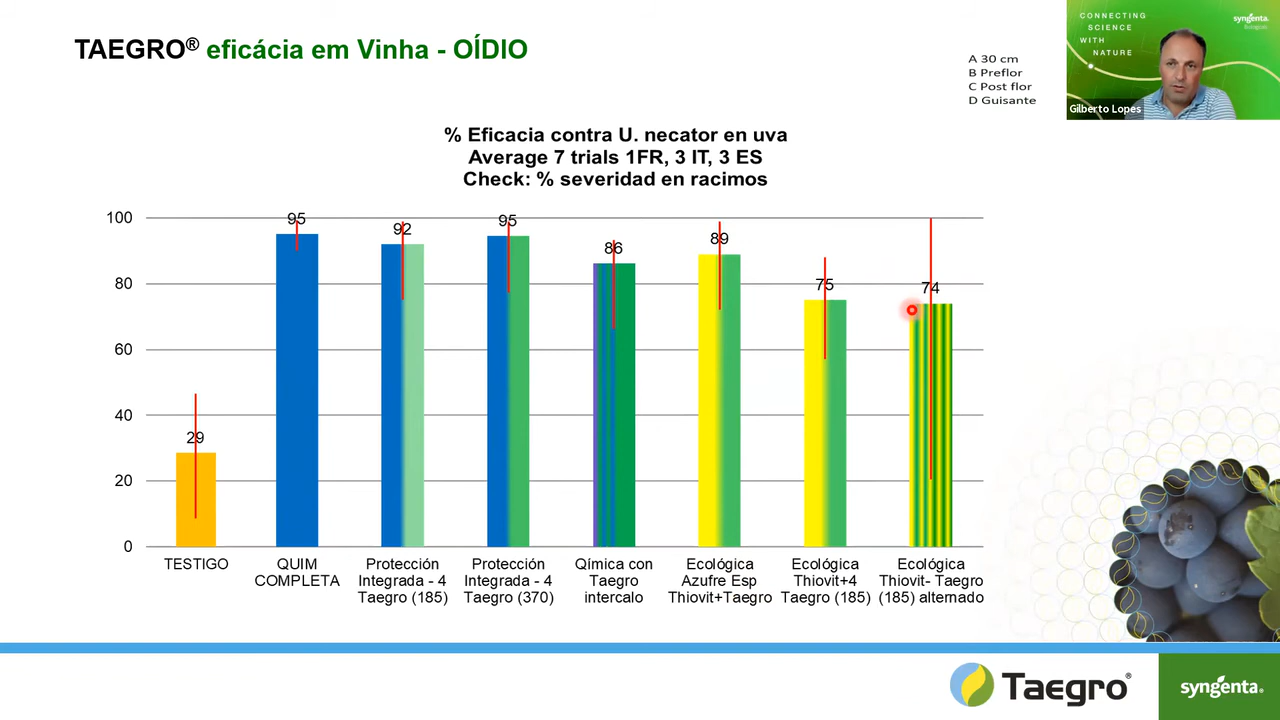 TAEGRO® eficácia em Vinha - OÍDIO
A 30 cm
B Preflor
C Post flor
D Guisante
CONNECTING
SCIENCE
WITH
NATURE
syngenta.
Gilberto Lopes
% Eficacia contra U. necator en uva
Average 7 trials 1FR, 3 IT, 3 ES
Check: % severidad en racimos
100
80
60
40
20
0
29
95
92
95
86
89
75
74
TESTIGO
QUIM
COMPLETA
Protección
Integrada - 4
Taegro (185)
Protección
Integrada - 4
Taegro (370)
Qímica con
Taegro
intercalo
Ecológica
Azufre Esp
Thiovit+Taegro
Ecológica
Thiovit+4
Taegro (185)
Ecológica
Thiovit- Taegro
(185) alternado
Taegro®
syngenta®